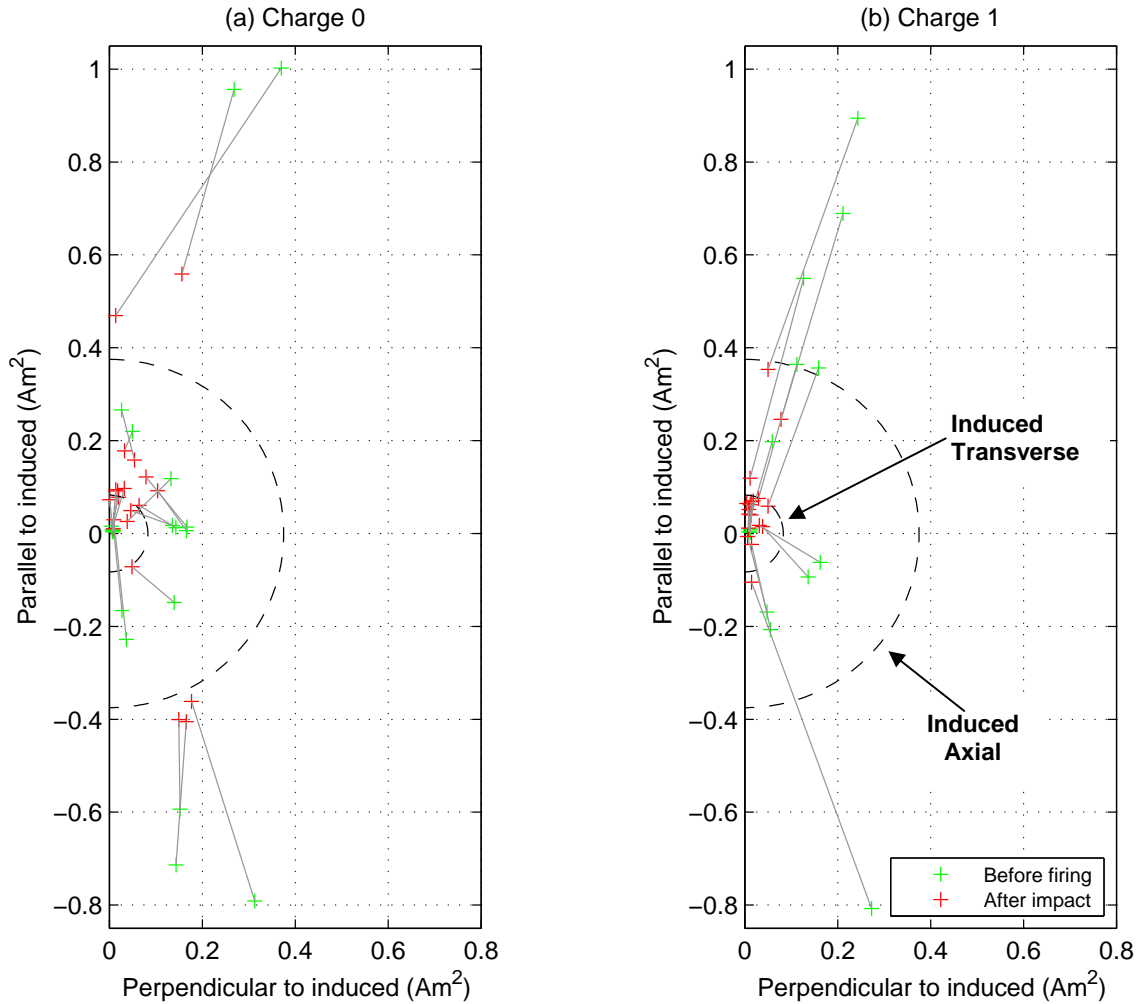 (a) Charge 0
1
0.8
0.6
0.4
0.2
0
−0.2
−0.4
−0.6
−0.8
0
0.2
0.4
0.6
0.8
Parallel to induced (Am²)
Perpendicular to induced (Am²)
(b) Charge 1
1
0.8
0.6
0.4
0.2
0
−0.2
−0.4
−0.6
−0.8
0
0.2
0.4
0.6
0.8
Parallel to induced (Am²)
Perpendicular to induced (Am²)
Induced
Transverse
Induced
Axial
Before firing
After impact